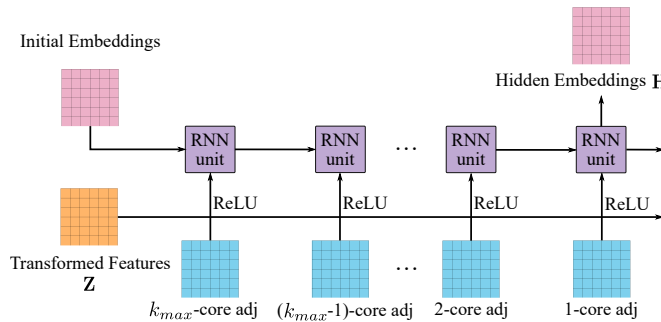 Initial Embeddings
Hidden Embeddings H
RNN
unit
RNN
unit
...
RNN
unit
RNN
unit
ReLU
ReLU
ReLU
ReLU
Transformed Features
Z
...
k_max-core adj
(k_max-1)-core adj
2-core adj
1-core adj